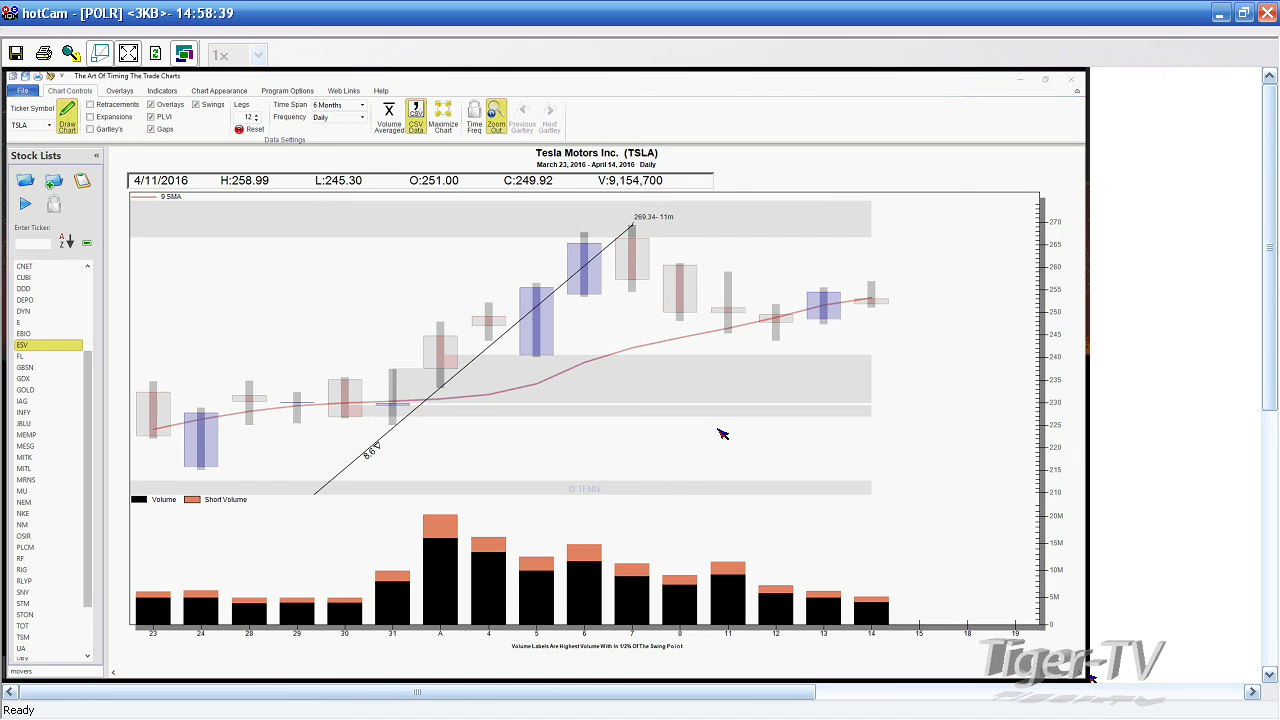 hotCam - [POLR] <3KB>- 14:58:39
1x
The Art Of Timing The Trade Charts
File Chart Controls Overlays Indicators Chart Appearance Program Options Web Links Help
Ticker Symbol
TSLA
Draw Chart
Retracements
Expansions
Gartley's
Overlays
PLVI
Gaps
Swings
Legs
12
Reset
Time Span 6 Months
Frequency Daily
Data Settings
Volume Averaged
CSV
CSV Data
Maximize Chart
Time Freq
Zoom Out
Previous Gartley
Next Gartley
Stock Lists
Enter Ticker:
A
Z
CNET
CUBI
DDD
DEPO
DYN
E
EBIO
ESV
FL
GBSN
GDX
GOLD
IAG
INFY
JBLU
MEMP
MESG
MITK
MITL
MRNS
MU
NEM
NKE
NM
OSIR
PLCM
RF
RIG
RLYP
SNY
STM
STON
TOT
TSM
UA
movers
Tesla Motors Inc. (TSLA)
March 23, 2016 - April 14, 2016 Daily
4/11/2016 H:258.99 L:245.30 O:251.00 C:249.92 V:9,154,700
9 SMA
269.34- 11m
8.6
270
265
260
255
250
245
240
235
230
225
220
215
210
© TFNN
Volume Short Volume
20M
15M
10M
5M
0
23 24 28 29 30 31 A 4 5 6 7 8 11 12 13 14 15 18 19
Volume Labels Are Highest Volume With In 1/2% Of The Swing Point
Tiger-TV
Ready